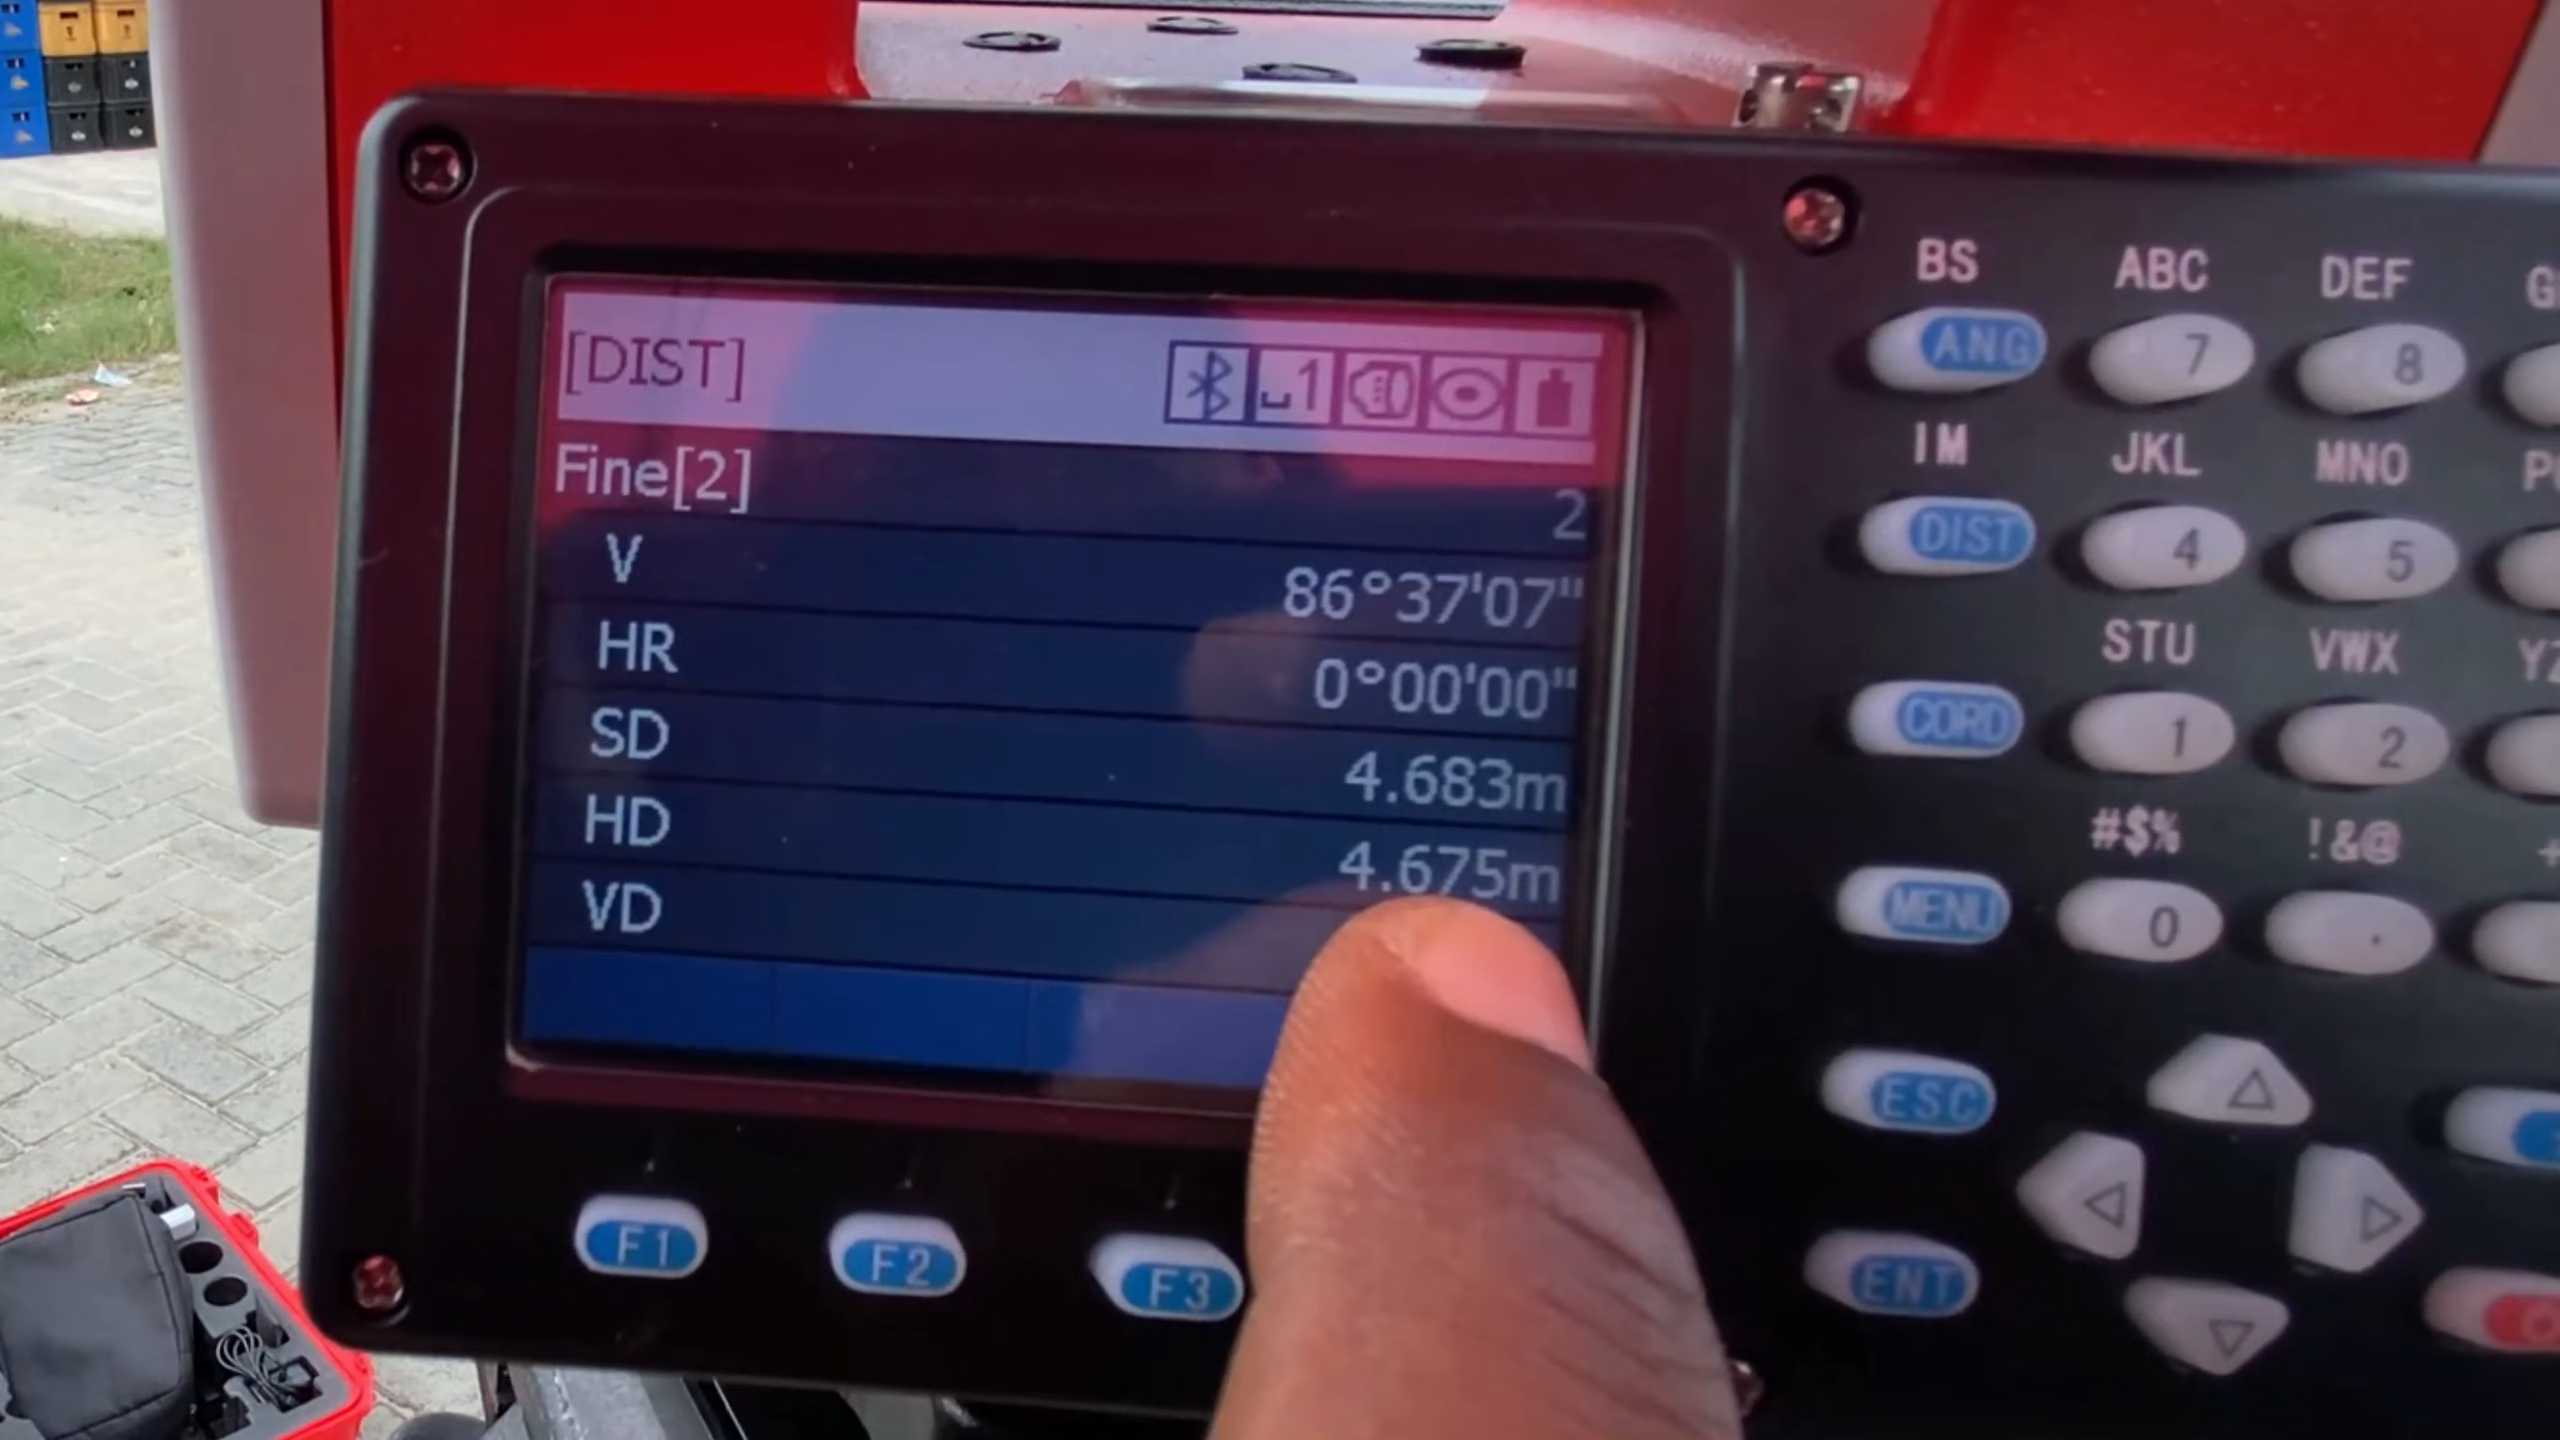 [DIST]
1
Fine[2] 2
V 86°37'07"
HR 0°00'00"
SD 4.683m
HD 4.675m
VD
F1 F2 F3
BS ABC DEF
ANG 7 8
IM JKL MNO
DIST 4 5
STU VWX
CORD 1 2
#$% !&@
MENU 0 .
ESC
ENT